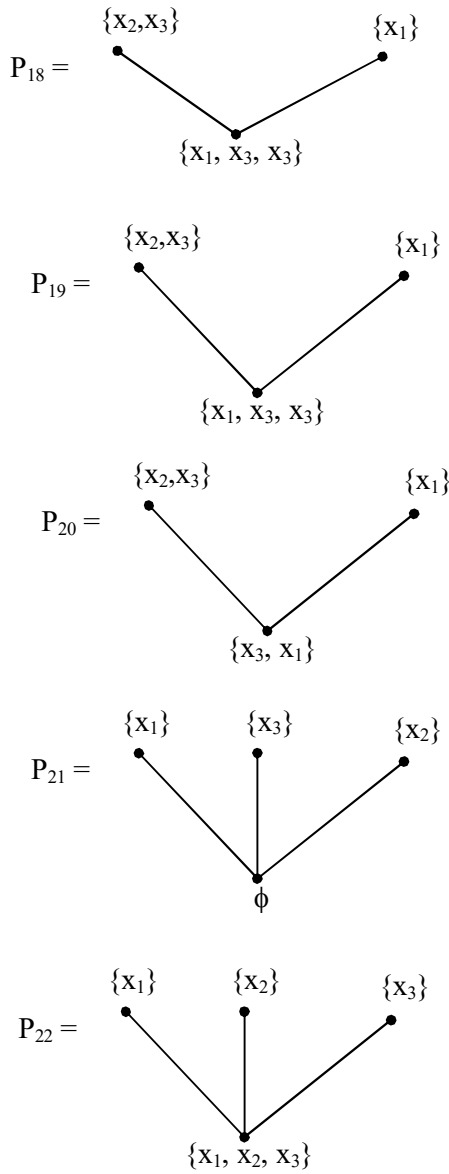 {x₂,x₃} {x₁}
P₁₈ =
{x₁, x₃, x₃}
{x₂,x₃} {x₁}
P₁₉ =
{x₁, x₃, x₃}
{x₂,x₃} {x₁}
P₂₀ =
{x₃, x₁}
{x₁} {x₃} {x₂}
P₂₁ =
ϕ
{x₁} {x₂} {x₃}
P₂₂ =
{x₁, x₂, x₃}